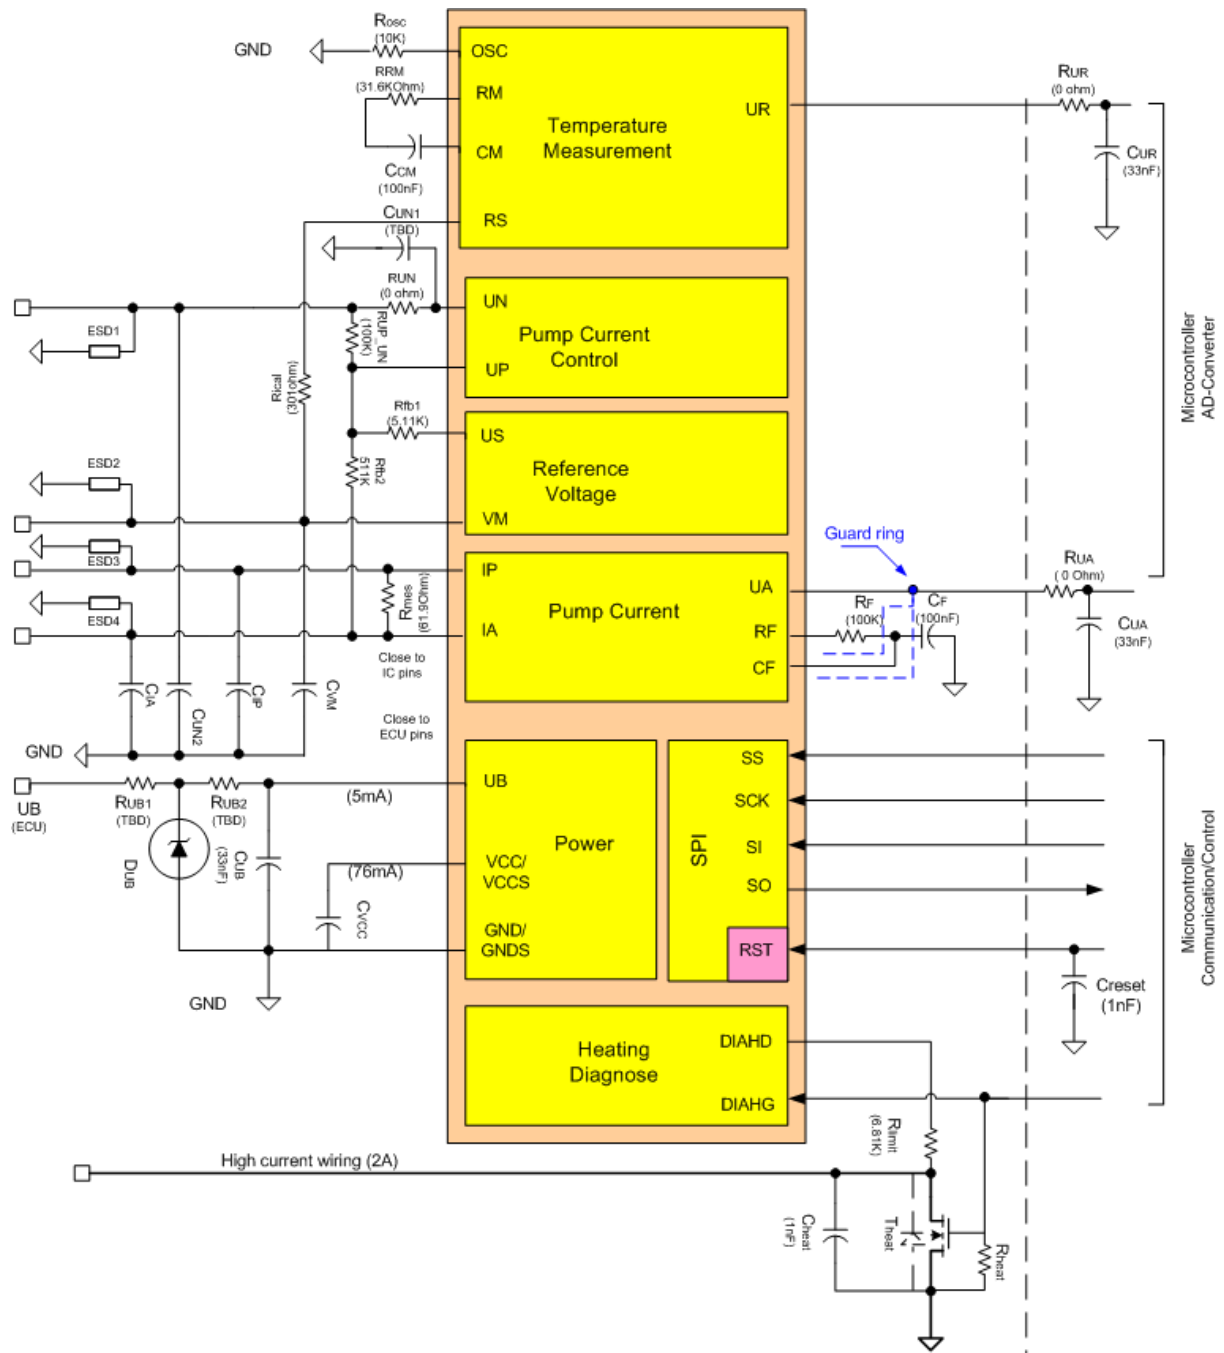 ROSC
(10K)
GND
OSC
RRM
(31.6KOhm)
RM
CM
CCM
(100nF)
Temperature
Measurement
UR
RUR
(0 ohm)
CUR
(33nF)
CUN1
(TBD)
RS
RUN
(0 ohm)
UN
RUP_UN
(100K)
UP
Pump Current
Control
ESD1
Rical
(301ohm)
Rfb1
(5.11K)
US
Rfb2
511K
Reference
Voltage
VM
ESD2
ESD3
ESD4
IP
Rmes
(61.9Ohm)
IA
Pump Current
UA
RF
CF
Guard ring
RF
(100K)
CF
(100nF)
RUA
( 0 Ohm)
CUA
(33nF)
Microcontroller
AD-Converter
Close to
IC pins
CIA
CUN2
CIP
CVM
Close to
ECU pins
GND
UB
(ECU)
RUB1
(TBD)
RUB2
(TBD)
DUB
CUB
(33nF)
(5mA)
UB
Power
(76mA)
VCC/
VCCS
CVCC
GND/
GNDS
GND
SPI
SS
SCK
SI
SO
RST
Creset
(1nF)
Microcontroller
Communication/Control
Heating
Diagnose
DIAHD
DIAHG
Rlimit
(6.81K)
High current wiring (2A)
Cheat
(1nF)
Theat
Rheat